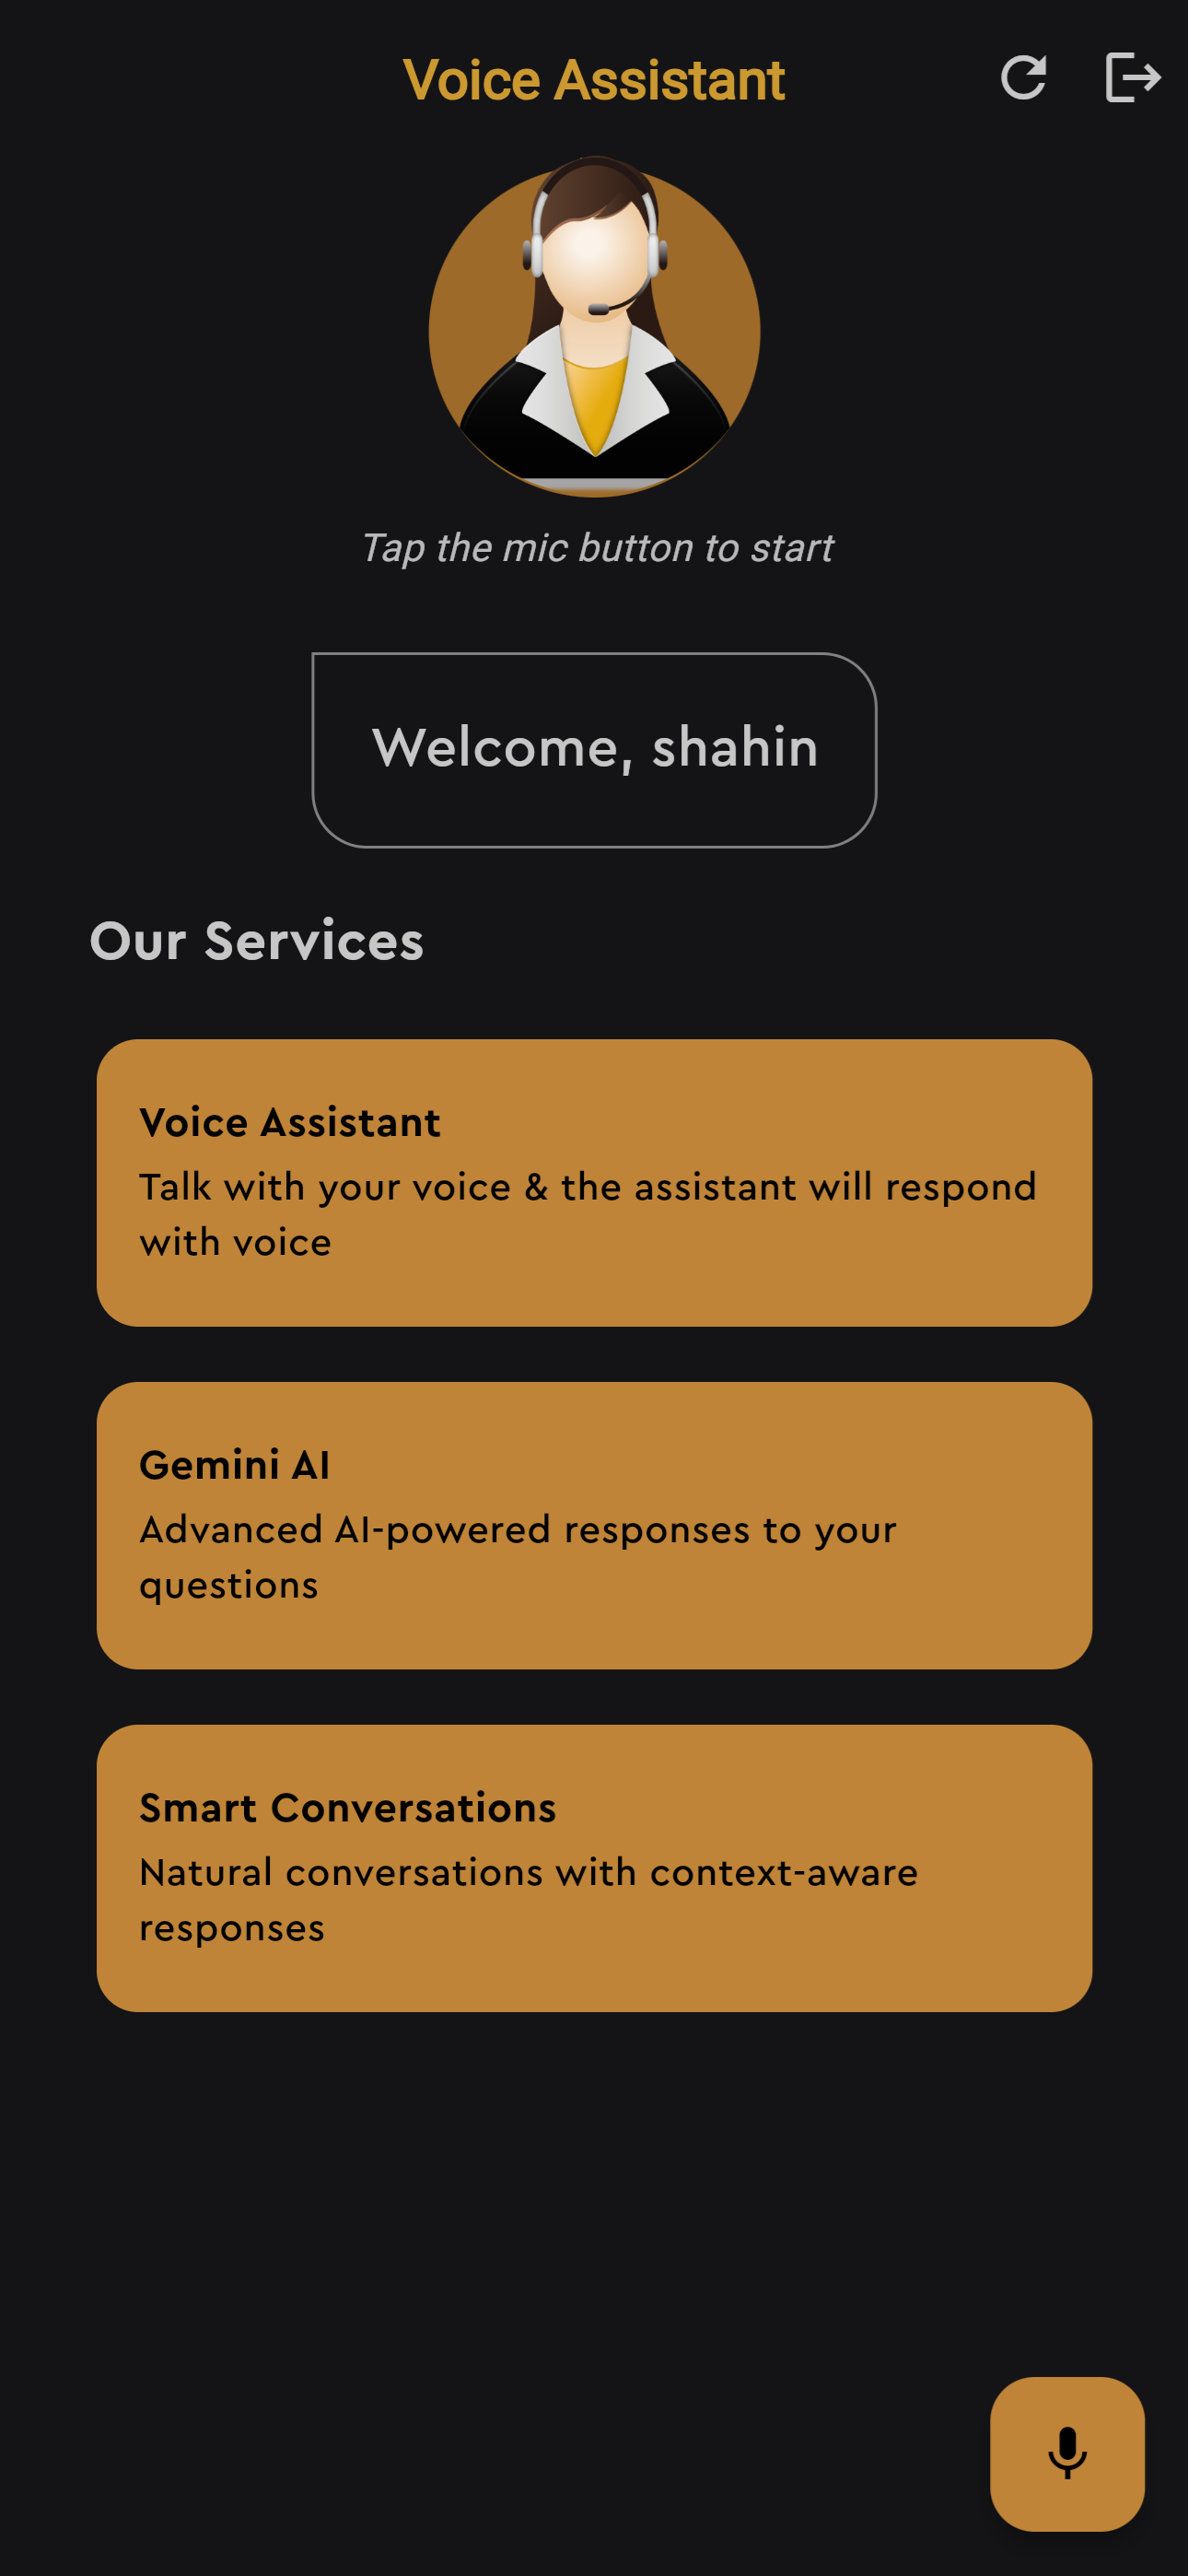 Voice Assistant
Tap the mic button to start
Welcome, shahin
Our Services
Voice Assistant
Talk with your voice & the assistant will respond
with voice
Gemini AI
Advanced AI-powered responses to your
questions
Smart Conversations
Natural conversations with context-aware
responses